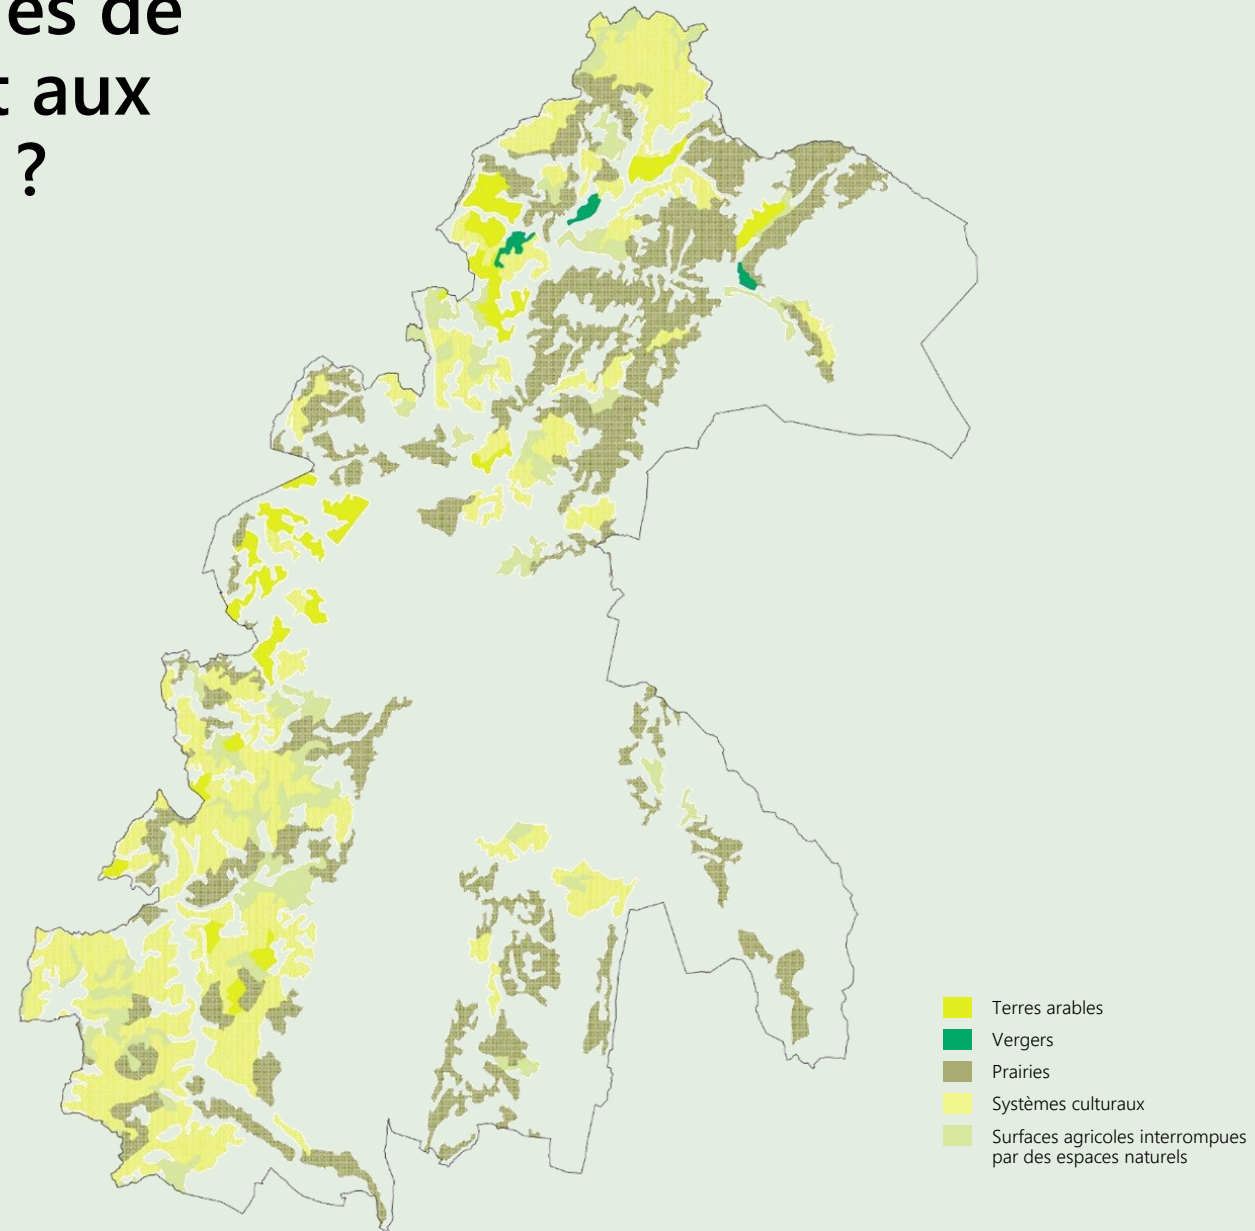 es de
t aux
?
Terres arables
Vergers
Prairies
Systèmes culturaux
Surfaces agricoles interrompues
par des espaces naturels